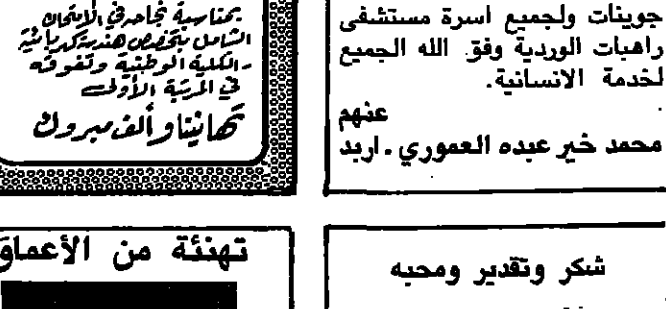 جوينات ولجميع اسرة مستشفى
راهبات الوردية وفق الله الجميع
لخدمة الانسانية.
عنهم
محمد خير عبده العموري . اربد
شكر وتقدير ومحبه
بمناسبة نجاحه في الامتحان
الشامل بتخصص هندسة كهربائية
- الكلية الوطنية وتفوقه
في المرتبة الأولى
تهانينا وألف مبروك
تهنئة من الأعماق